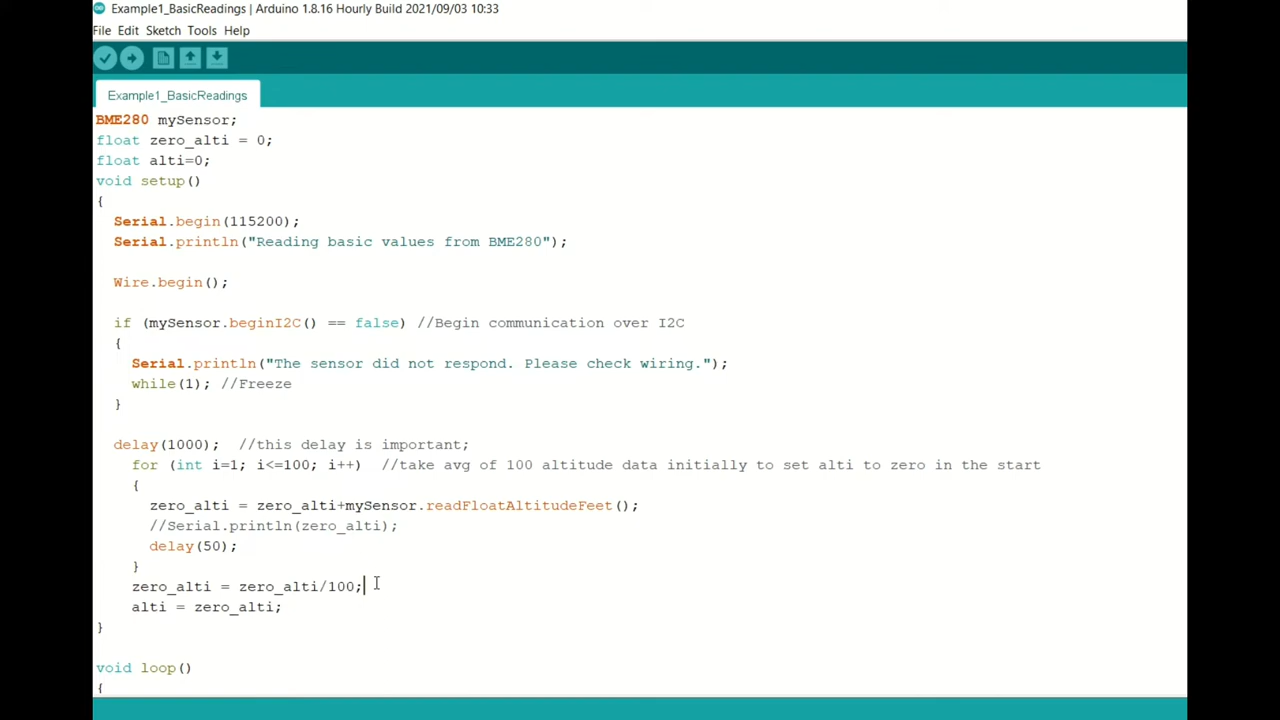 Example1_BasicReadings | Arduino 1.8.16 Hourly Build 2021/09/03 10:33
File Edit Sketch Tools Help
Example1_BasicReadings
BME280 mySensor;
float zero_alti = 0;
float alti=0;
void setup()
{
  Serial.begin(115200);
  Serial.println("Reading basic values from BME280");
  Wire.begin();
  if (mySensor.beginI2C() == false) //Begin communication over I2C
  {
    Serial.println("The sensor did not respond. Please check wiring.");
    while(1); //Freeze
  }
  delay(1000);  //this delay is important;
    for (int i=1; i<=100; i++)  //take avg of 100 altitude data initially to set alti to zero in the start
    {
      zero_alti = zero_alti+mySensor.readFloatAltitudeFeet();
      //Serial.println(zero_alti);
      delay(50);
    }
    zero_alti = zero_alti/100;
    alti = zero_alti;
}
void loop()
{